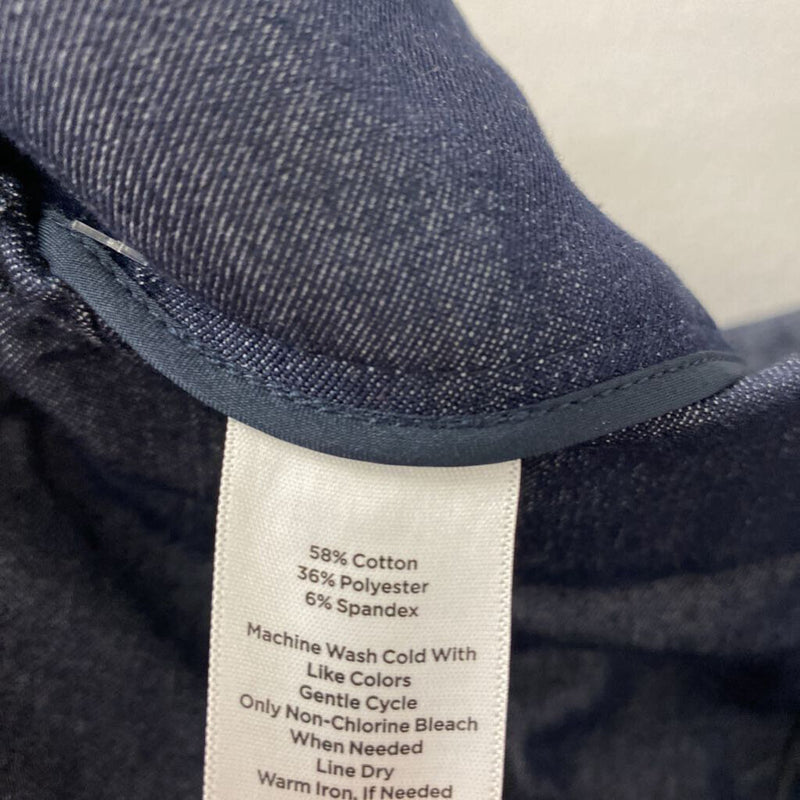 58% Cotton
36% Polyester
6% Spandex
Machine Wash Cold With
Like Colors
Gentle Cycle
Only Non-Chlorine Bleach
When Needed
Line Dry
Warm Iron, If Needed